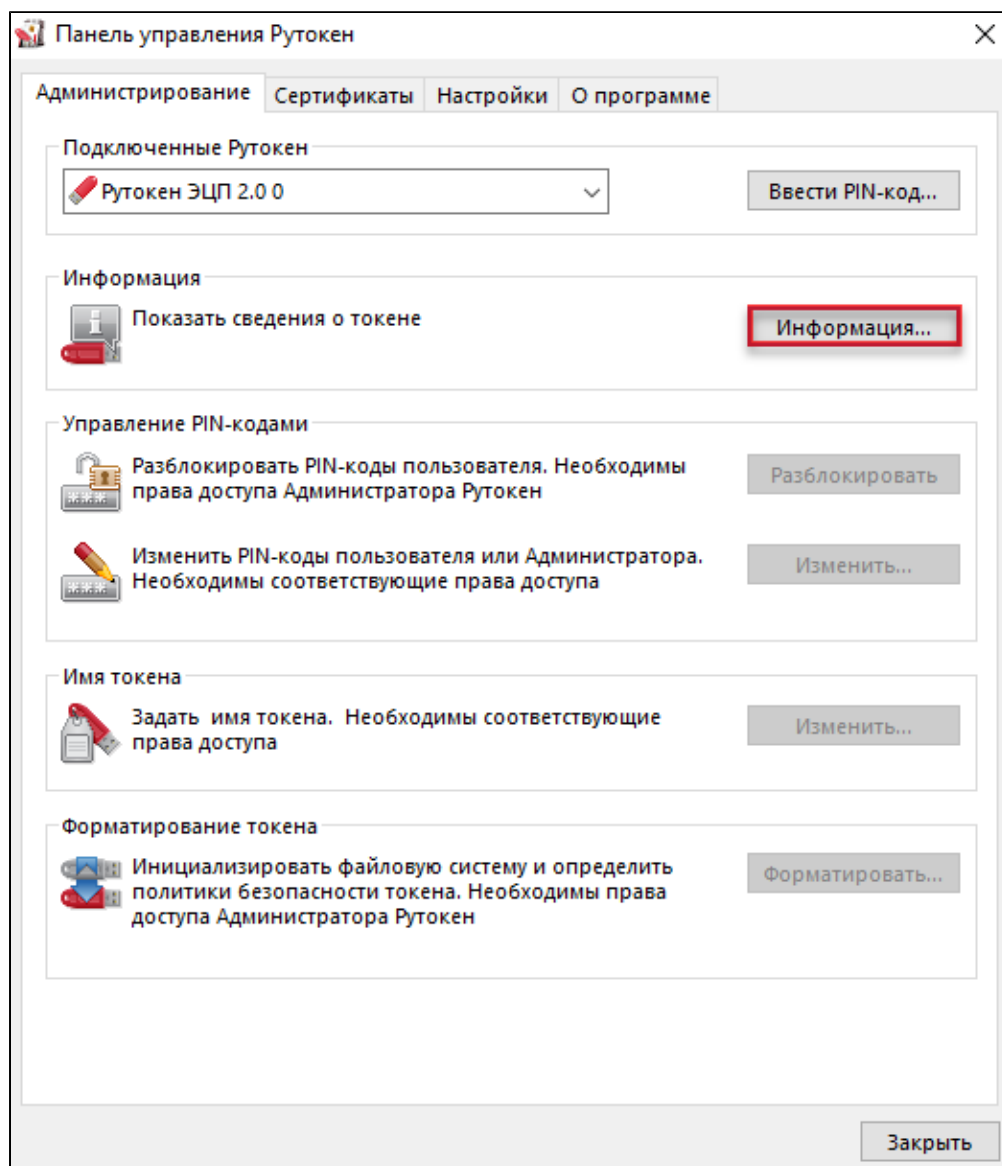 Панель управления Рутокен
Администрирование Сертификаты Настройки О программе
Подключенные Рутокен
Рутокен ЭЦП 2.0 0
Ввести PIN-код...
Информация
Показать сведения о токене
Информация...
Управление PIN-кодами
Разблокировать PIN-коды пользователя. Необходимы
права доступа Администратора Рутокен
Разблокировать
Изменить PIN-коды пользователя или Администратора.
Необходимы соответствующие права доступа
Изменить...
Имя токена
Задать имя токена. Необходимы соответствующие
права доступа
Изменить...
Форматирование токена
Инициализировать файловую систему и определить
политики безопасности токена. Необходимы права
доступа Администратора Рутокен
Форматировать...
Закрыть